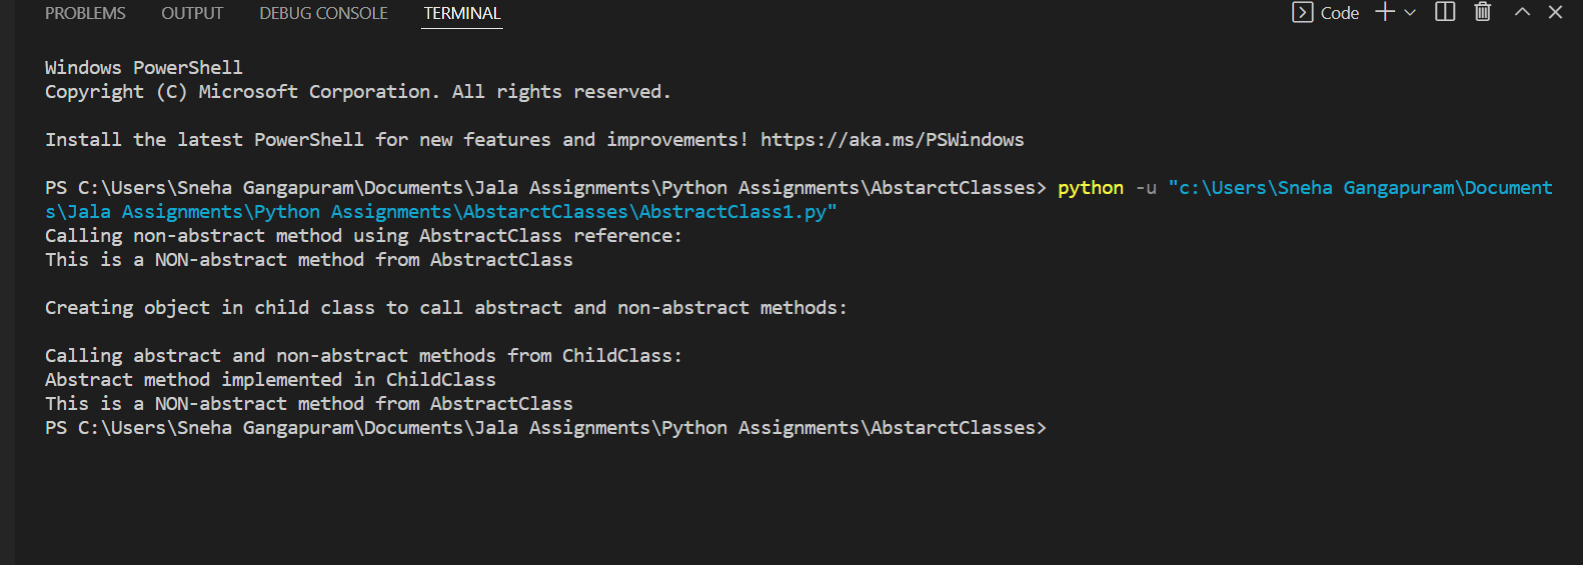 PROBLEMS OUTPUT DEBUG CONSOLE TERMINAL Code
Windows PowerShell
Copyright (C) Microsoft Corporation. All rights reserved.
Install the latest PowerShell for new features and improvements! https://aka.ms/PSWindows
PS C:\Users\Sneha Gangapuram\Documents\Jala Assignments\Python Assignments\AbstarctClasses> python -u "c:\Users\Sneha Gangapuram\Document
s\Jala Assignments\Python Assignments\AbstarctClasses\AbstractClass1.py"
Calling non-abstract method using AbstractClass reference:
This is a NON-abstract method from AbstractClass
Creating object in child class to call abstract and non-abstract methods:
Calling abstract and non-abstract methods from ChildClass:
Abstract method implemented in ChildClass
This is a NON-abstract method from AbstractClass
PS C:\Users\Sneha Gangapuram\Documents\Jala Assignments\Python Assignments\AbstarctClasses>